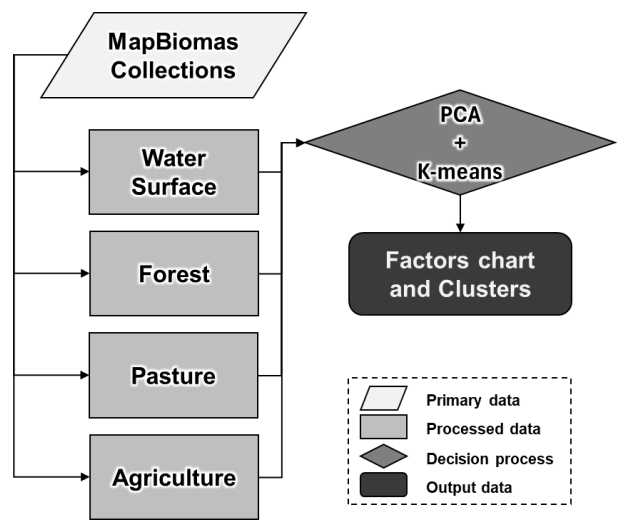 MapBiomas
Collections
Water
Surface
Forest
Pasture
Agriculture
PCA
+
K-means
Factors chart
and Clusters
Primary data
Processed data
Decision process
Output data